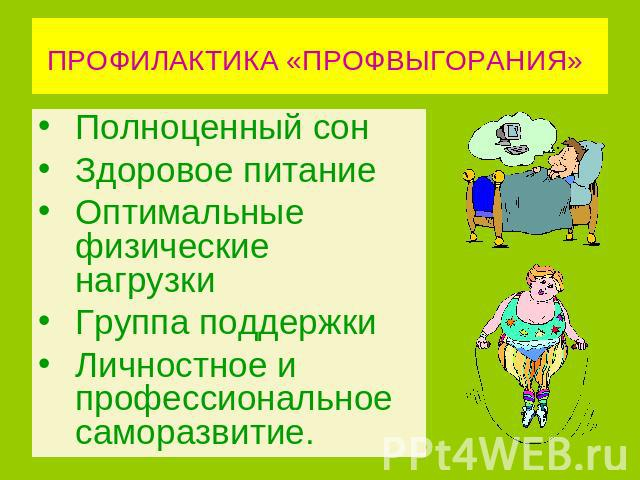 ПРОФИЛАКТИКА «ПРОФВЫГОРАНИЯ»
• Полноценный сон
• Здоровое питание
• Оптимальные
физические
нагрузки
• Группа поддержки
• Личностное и
профессиональное
саморазвитие.
PPt4WEB.ru